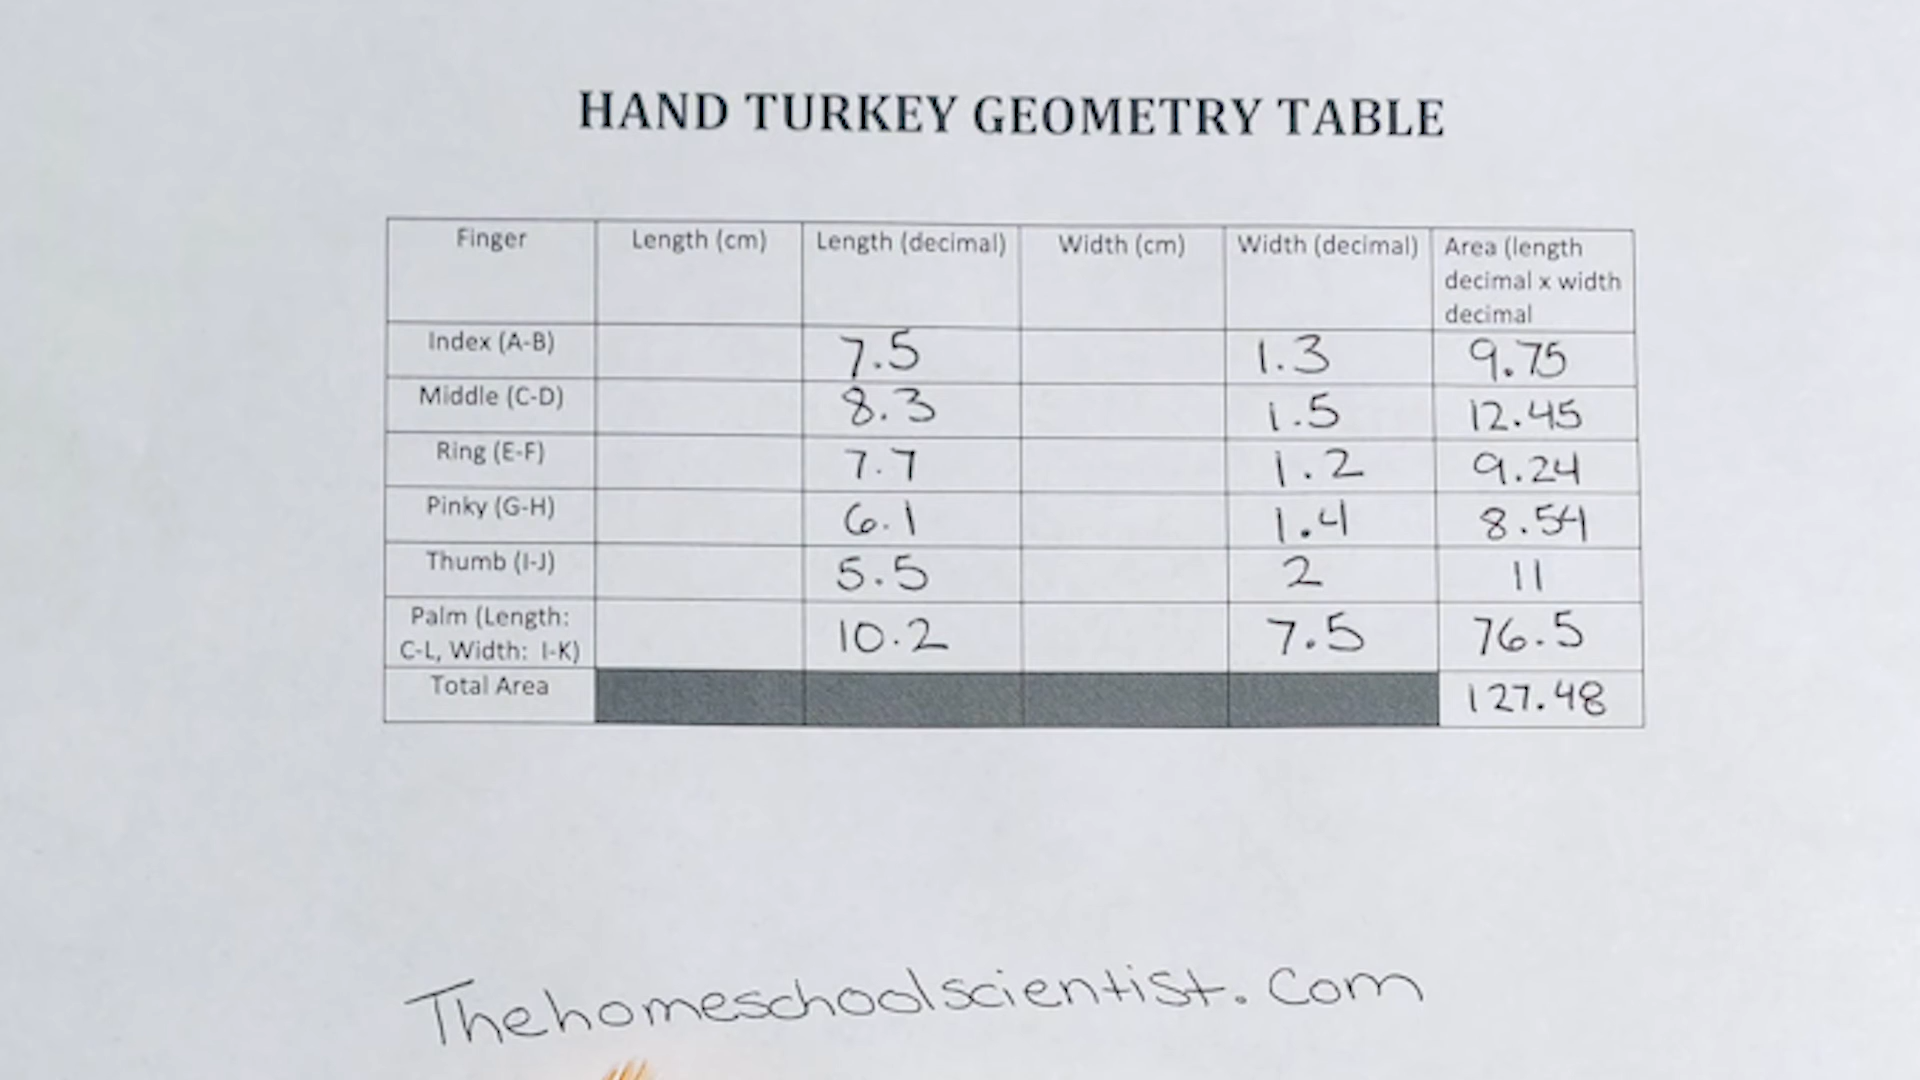 HAND TURKEY GEOMETRY TABLE
Finger Length (cm) Length (decimal) Width (cm) Width (decimal) Area (length
decimal x width
decimal
Index (A-B) 7.5 1.3 9.75
Middle (C-D) 8.3 1.5 12.45
Ring (E-F) 7.7 1.2 9.24
Pinky (G-H) 6.1 1.4 8.54
Thumb (I-J) 5.5 2 11
Palm (Length:
C-L, Width: I-K) 10.2 7.5 76.5
Total Area 127.48
Thehomeschoolscientist.com